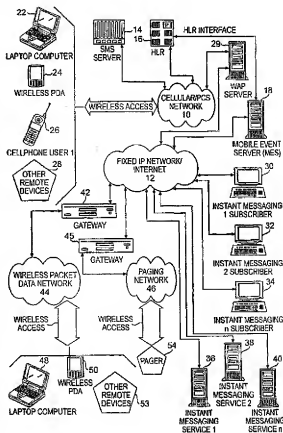 22
LAPTOP COMPUTER
24
WIRELESS PDA
26
CELLPHONE USER 1
OTHER
REMOTE
DEVICES
28
14
SMS
SERVER
16
HLR
HLR INTERFACE
29
WAP
SERVER
18
MOBILE EVENT
SERVER (MES)
WIRELESS ACCESS
CELLULAR/PCS
NETWORK
10
FIXED IP NETWORK/
INTERNET
12
30
INSTANT MESSAGING
1 SUBSCRIBER
32
INSTANT MESSAGING
2 SUBSCRIBER
34
INSTANT MESSAGING
n SUBSCRIBER
42
GATEWAY
45
GATEWAY
WIRELESS PACKET
DATA NETWORK
44
PAGING
NETWORK
46
WIRELESS
ACCESS
WIRELESS
ACCESS
48
LAPTOP COMPUTER
50
WIRELESS
PDA
OTHER
REMOTE
DEVICES
53
PAGER
54
36
INSTANT
MESSAGING
SERVICE 1
38
INSTANT
MESSAGING
SERVICE 2
40
INSTANT
MESSAGING
SERVICE n